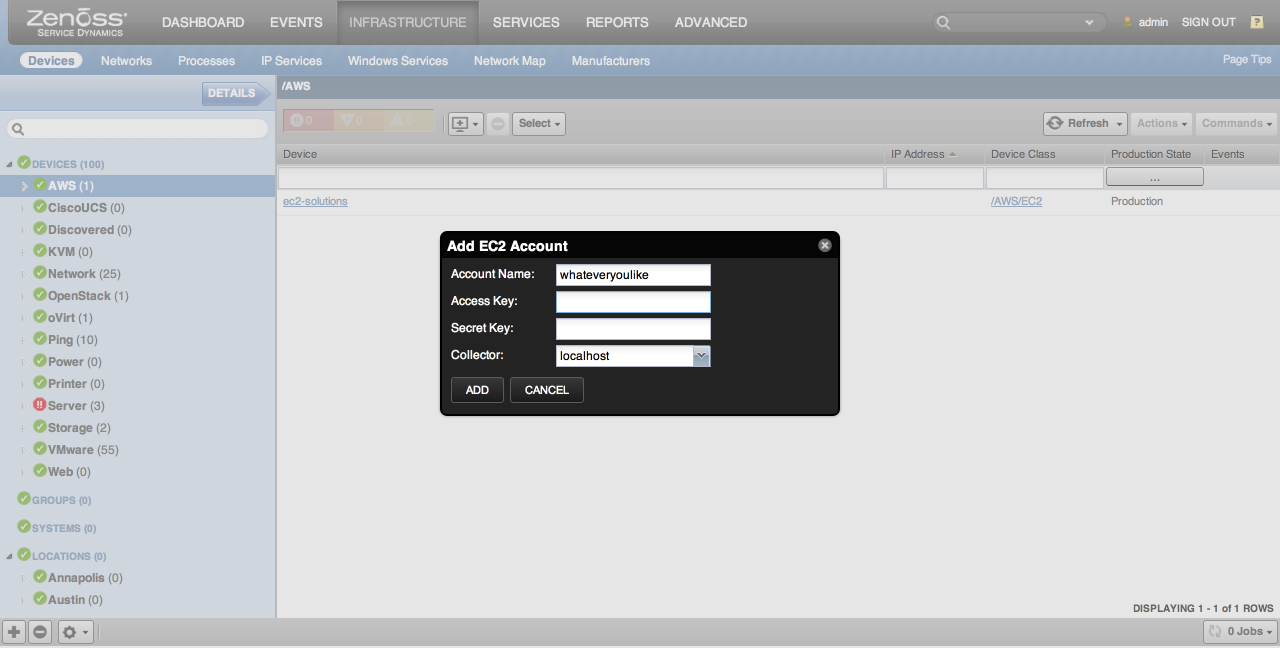 Zenoss
SERVICE DYNAMICS
DASHBOARD EVENTS INFRASTRUCTURE SERVICES REPORTS ADVANCED
admin SIGN OUT ?
Devices Networks Processes IP Services Windows Services Network Map Manufacturers Page Tips
DETAILS
/AWS
0 0 0
Select
Refresh Actions Commands
Device IP Address Device Class Production State Events
...
ec2-solutions /AWS/EC2 Production
DEVICES (100)
AWS (1)
CiscoUCS (0)
Discovered (0)
KVM (0)
Network (25)
OpenStack (1)
oVirt (1)
Ping (10)
Power (0)
Printer (0)
Server (3)
Storage (2)
VMware (55)
Web (0)
GROUPS (0)
SYSTEMS (0)
LOCATIONS (0)
Annapolis (0)
Austin (0)
Add EC2 Account
Account Name: whateveryoulike
Access Key:
Secret Key:
Collector: localhost
ADD CANCEL
DISPLAYING 1 - 1 of 1 ROWS
0 Jobs